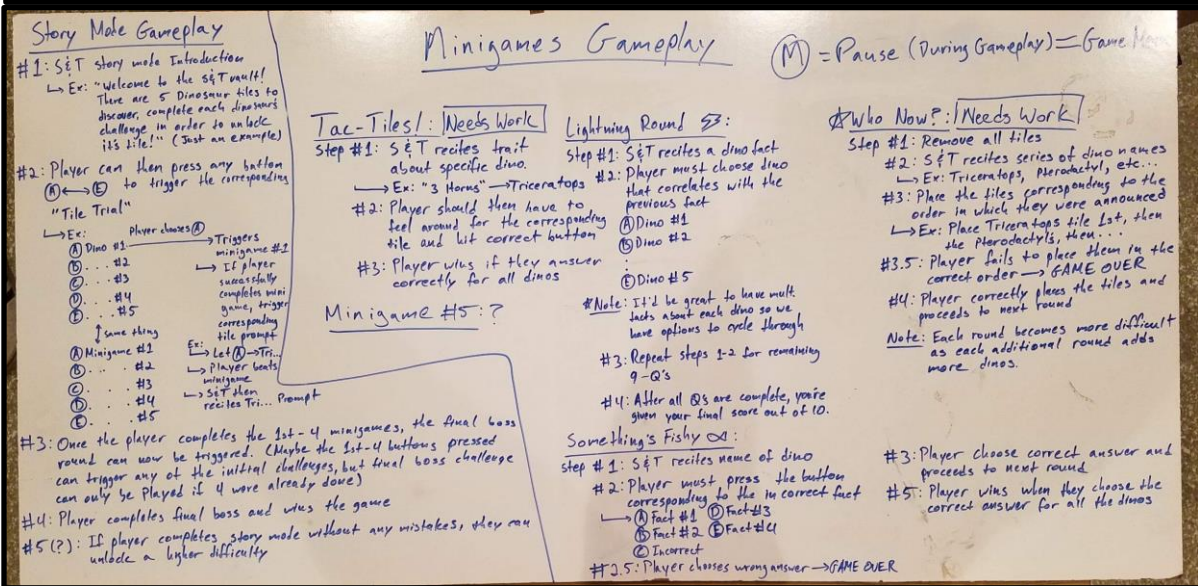 Story Mode Gameplay
#1: S&T story mode Introduction
↳ Ex: "Welcome to the S&T vault!
There are 5 Dinosaur tiles to
discover, complete each dinosaur's
challenge in order to unlock
it's tile!" (Just an example)
#2: Player can then press any button
Ⓐ ↔ Ⓔ to trigger the corresponding
"Tile Trial"
↳ Ex: Player chooses Ⓐ
Ⓐ Dino #1 → Triggers
minigame #1
Ⓑ . . . #2
Ⓒ . . . #3
Ⓓ . . . #4
Ⓔ . . . #5
↳ If player
successfully
completes mini
game, trigger
corresponding
tile prompt
↕ same thing
Ⓐ Minigame #1
Ⓑ . . . #2
Ⓒ . . . #3
Ⓓ . . . #4
Ⓔ . . . #5
Ex:
↳ Let Ⓐ → Tri...
↳ Player beats
minigame
↳ S&T then
recites Tri... Prompt
#3: Once the player completes the 1st-4 minigames, the final boss
round can now be triggered. (Maybe the 1st-4 buttons pressed
can trigger any of the initial challenges, but final boss challenge
can only be Played if 4 were already done)
#4: Player completes final boss and wins the game
#5(?): If player completes story mode without any mistakes, they can
unlock a higher difficulty
Minigames Gameplay
Ⓜ = Pause (During Gameplay) = Game
Tac-Tiles!: Needs Work
Step #1: S&T recites trait
about specific dino.
↳ Ex: "3 Horns" → Triceratops
#2: Player should then have to
feel around for the corresponding
tile and hit correct button
#3: Player wins if they answer
correctly for all dinos
Minigame #5: ?
Lightning Round :
Step #1: S&T recites a dino fact
#2: Player must choose dino
that correlates with the
previous fact
Ⓐ Dino #1
Ⓑ Dino #2
:
Ⓔ Dino #5
*Note: It'd be great to have mult.
facts about each dino so we
have options to cycle through
#3: Repeat steps 1-2 for remaining
9-Q's
#4: After all Qs are complete, you're
given your final score out of 10.
Something's Fishy :
step #1: S&T recites name of dino
#2: Player must press the button
corresponding to the in correct fact
↳ Ⓐ Fact #1 Ⓓ Fact #3
Ⓑ Fact #2 Ⓔ Fact #4
Ⓒ Incorrect
#2.5: Player chooses wrong answer → GAME OVER
#3: Player choose correct answer and
proceeds to next round
#5: Player wins when they choose the
correct answer for all the dinos
☆Who Now?: Needs Work
Step #1: Remove all tiles
#2: S&T recites series of dino names
↳ Ex: Triceratops, Pterodactyl, etc...
#3: Place the tiles corresponding to the
order in which they were announced
↳ Ex: Place Triceratops tile 1st, then
the Pterodactyls, then...
#3.5: Player fails to place them in the
correct order → GAME OVER
#4: Player correctly places the tiles and
proceeds to next round
Note: Each round becomes more difficult
as each additional round adds
more dinos.